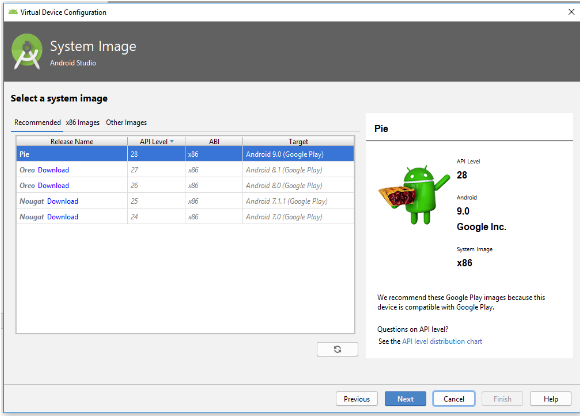 Virtual Device Configuration
System Image
Android Studio
Select a system image
Recommended x86 Images Other Images
Release Name API Level ABI Target
Pie 28 x86 Android 9.0 (Google Play)
Oreo Download 27 x86 Android 8.1 (Google Play)
Oreo Download 26 x86 Android 8.0 (Google Play)
Nougat Download 25 x86 Android 7.1.1 (Google Play)
Nougat Download 24 x86 Android 7.0 (Google Play)
Pie
API Level
28
Android
9.0
Google Inc.
System Image
x86
We recommend these Google Play images because this
device is compatible with Google Play.
Questions on API level?
See the API level distribution chart
Previous Next Cancel Finish Help